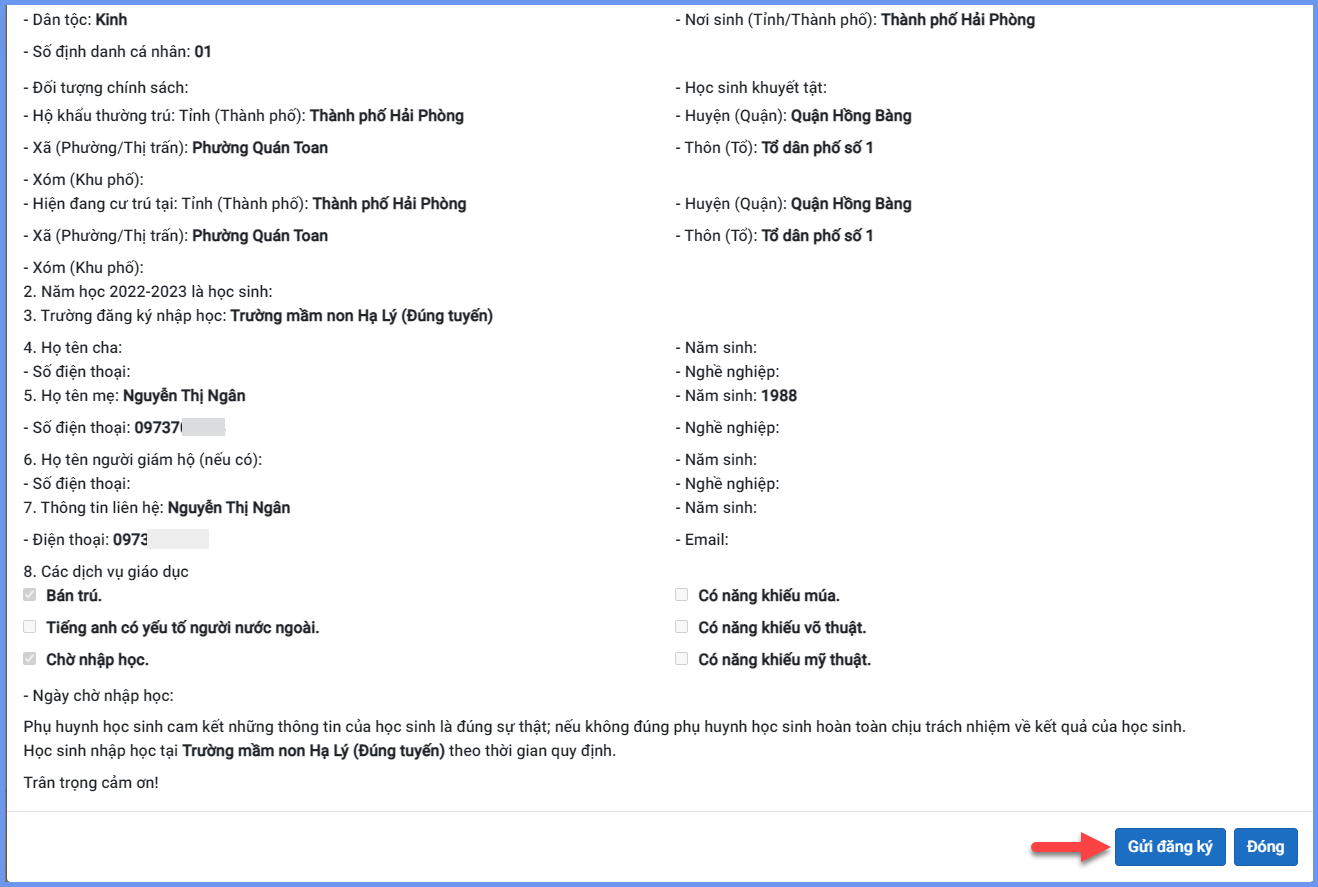 - Dân tộc: Kinh - Nơi sinh (Tỉnh/Thành phố): Thành phố Hải Phòng
- Số định danh cá nhân: 01
- Đối tượng chính sách: - Học sinh khuyết tật:
- Hộ khẩu thường trú: Tỉnh (Thành phố): Thành phố Hải Phòng - Huyện (Quận): Quận Hồng Bàng
- Xã (Phường/Thị trấn): Phường Quán Toan - Thôn (Tổ): Tổ dân phố số 1
- Xóm (Khu phố):
- Hiện đang cư trú tại: Tỉnh (Thành phố): Thành phố Hải Phòng - Huyện (Quận): Quận Hồng Bàng
- Xã (Phường/Thị trấn): Phường Quán Toan - Thôn (Tổ): Tổ dân phố số 1
- Xóm (Khu phố):
2. Năm học 2022-2023 là học sinh:
3. Trường đăng ký nhập học: Trường mầm non Hạ Lý (Đúng tuyến)
4. Họ tên cha: - Năm sinh:
- Số điện thoại: - Nghề nghiệp:
5. Họ tên mẹ: Nguyễn Thị Ngân - Năm sinh: 1988
- Số điện thoại: 09737 - Nghề nghiệp:
6. Họ tên người giám hộ (nếu có): - Năm sinh:
- Số điện thoại: - Nghề nghiệp:
7. Thông tin liên hệ: Nguyễn Thị Ngân - Năm sinh:
- Điện thoại: 0973 - Email:
8. Các dịch vụ giáo dục
Bán trú. Có năng khiếu múa.
Tiếng anh có yếu tố người nước ngoài. Có năng khiếu võ thuật.
Chờ nhập học. Có năng khiếu mỹ thuật.
- Ngày chờ nhập học:
Phụ huynh học sinh cam kết những thông tin của học sinh là đúng sự thật; nếu không đúng phụ huynh học sinh hoàn toàn chịu trách nhiệm về kết quả của học sinh.
Học sinh nhập học tại Trường mầm non Hạ Lý (Đúng tuyến) theo thời gian quy định.
Trân trọng cảm ơn!
Gửi đăng ký Đóng